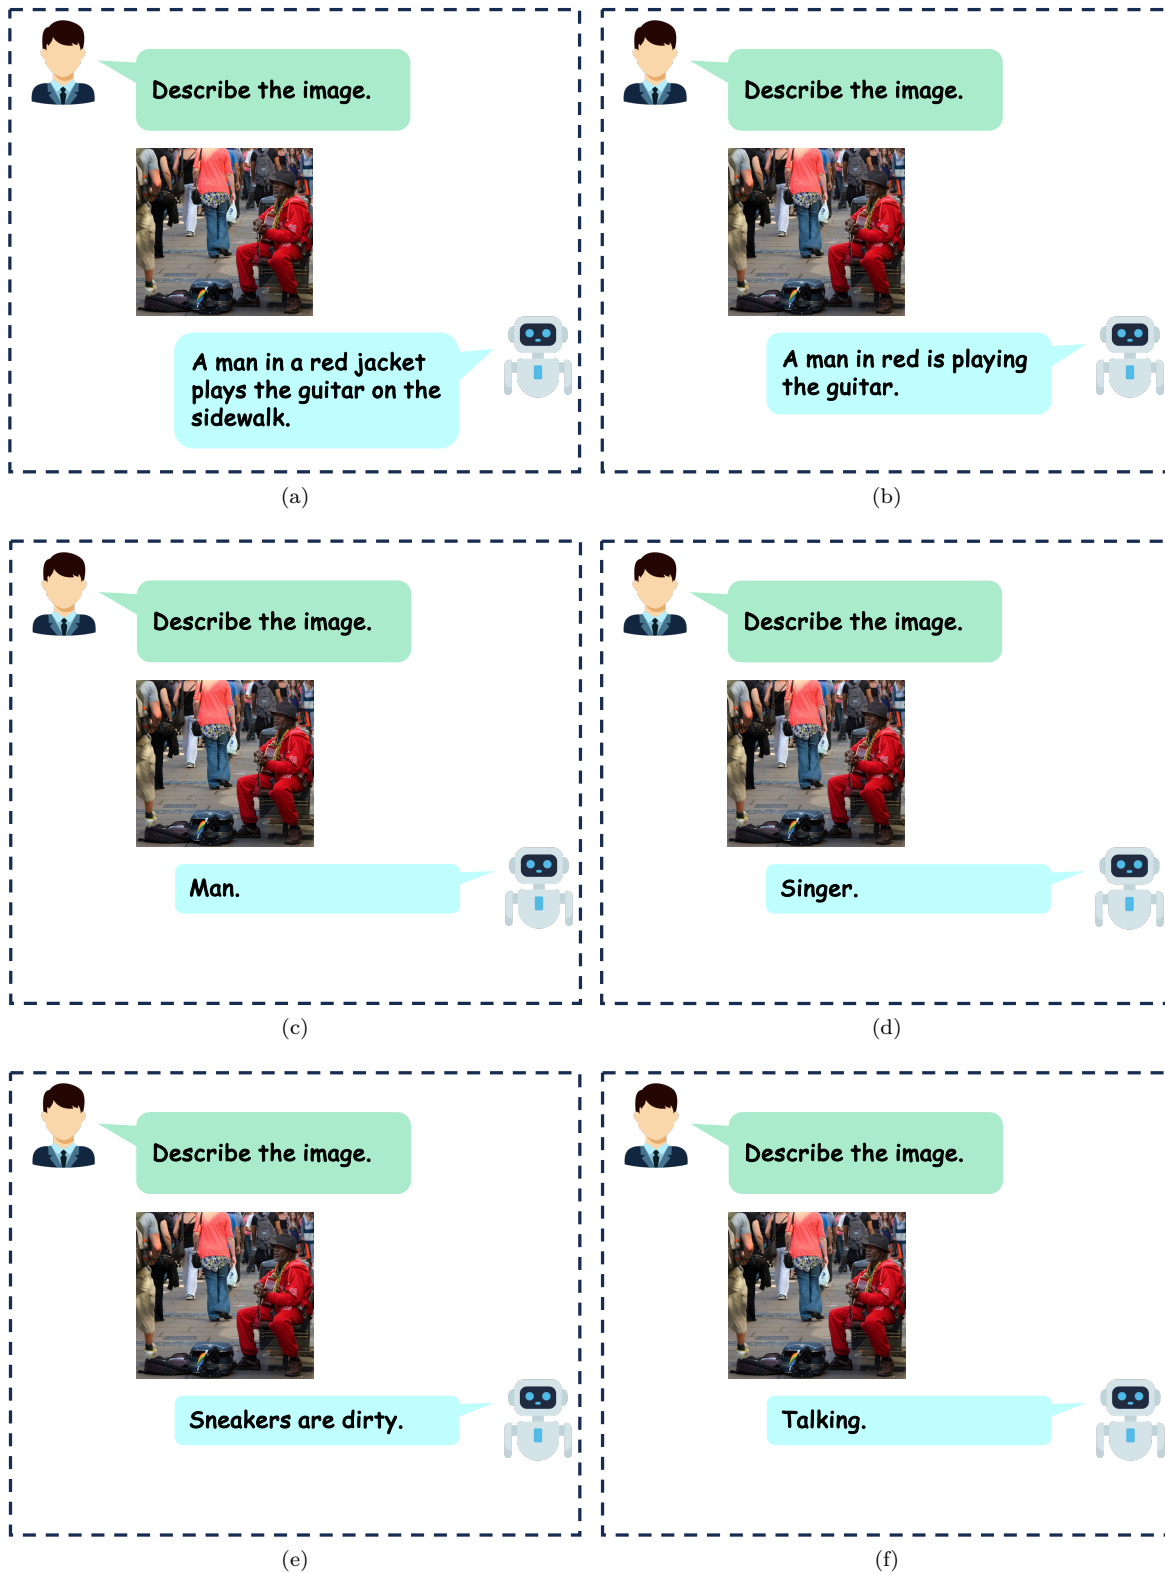 Describe the image.
A man in a red jacket
plays the guitar on the
sidewalk.
(a)
Describe the image.
A man in red is playing
the guitar.
(b)
Describe the image.
Man.
(c)
Describe the image.
Singer.
(d)
Describe the image.
Sneakers are dirty.
(e)
Describe the image.
Talking.
(f)